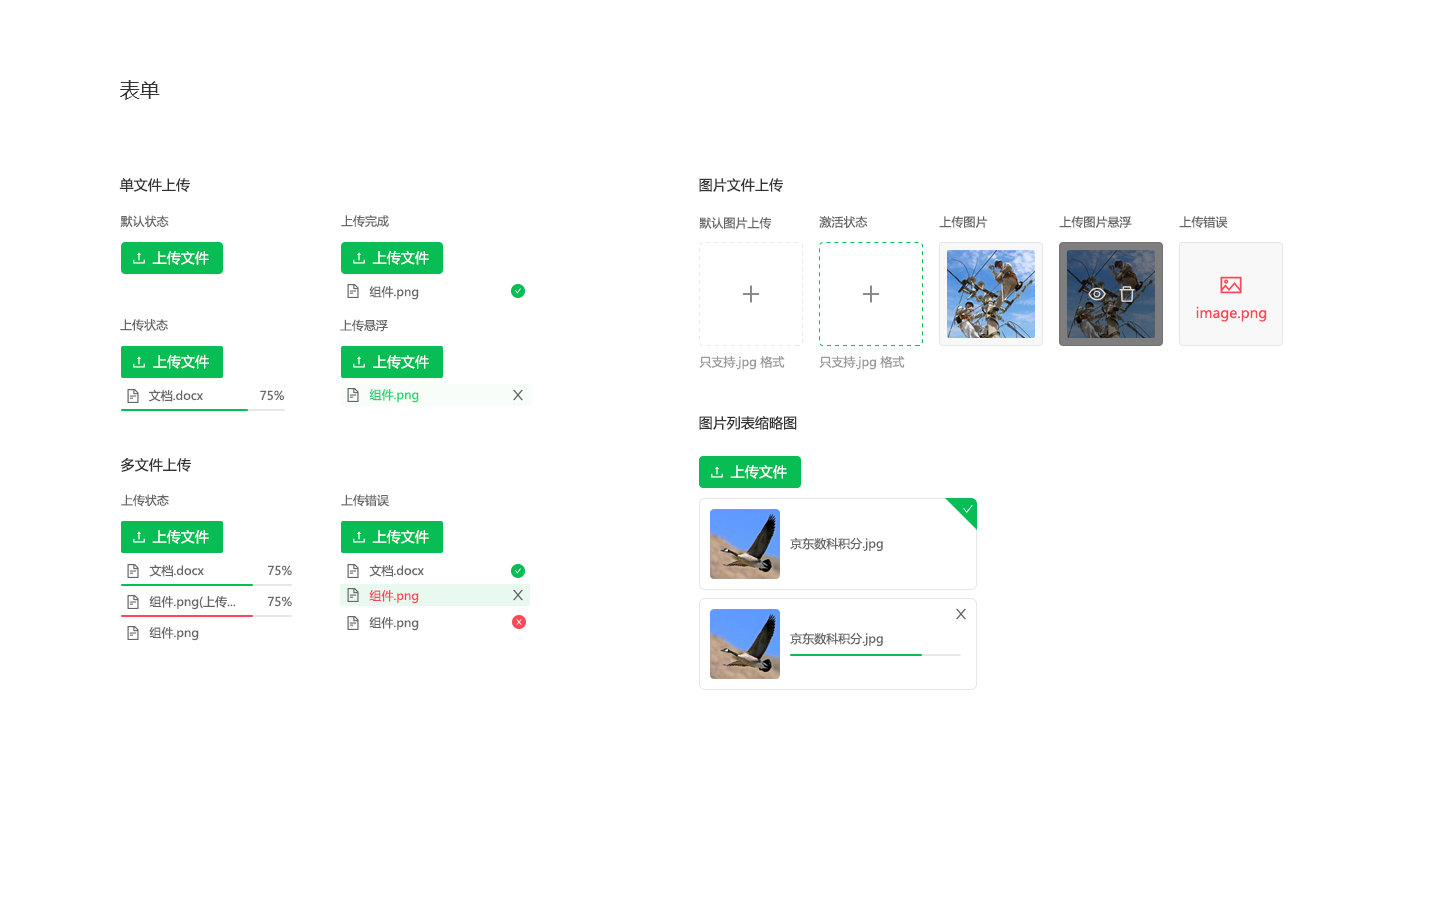 表单
单文件上传
默认状态
上传完成
上传文件
上传文件
组件.png
上传状态
上传悬浮
上传文件
上传文件
文档.docx 75%
组件.png
多文件上传
上传状态
上传错误
上传文件
上传文件
文档.docx 75%
文档.docx
组件.png(上传... 75%
组件.png
组件.png
组件.png
图片文件上传
默认图片上传
激活状态
上传图片
上传图片悬浮
上传错误
image.png
只支持.jpg 格式
只支持.jpg 格式
图片列表缩略图
上传文件
京东数科积分.jpg
京东数科积分.jpg